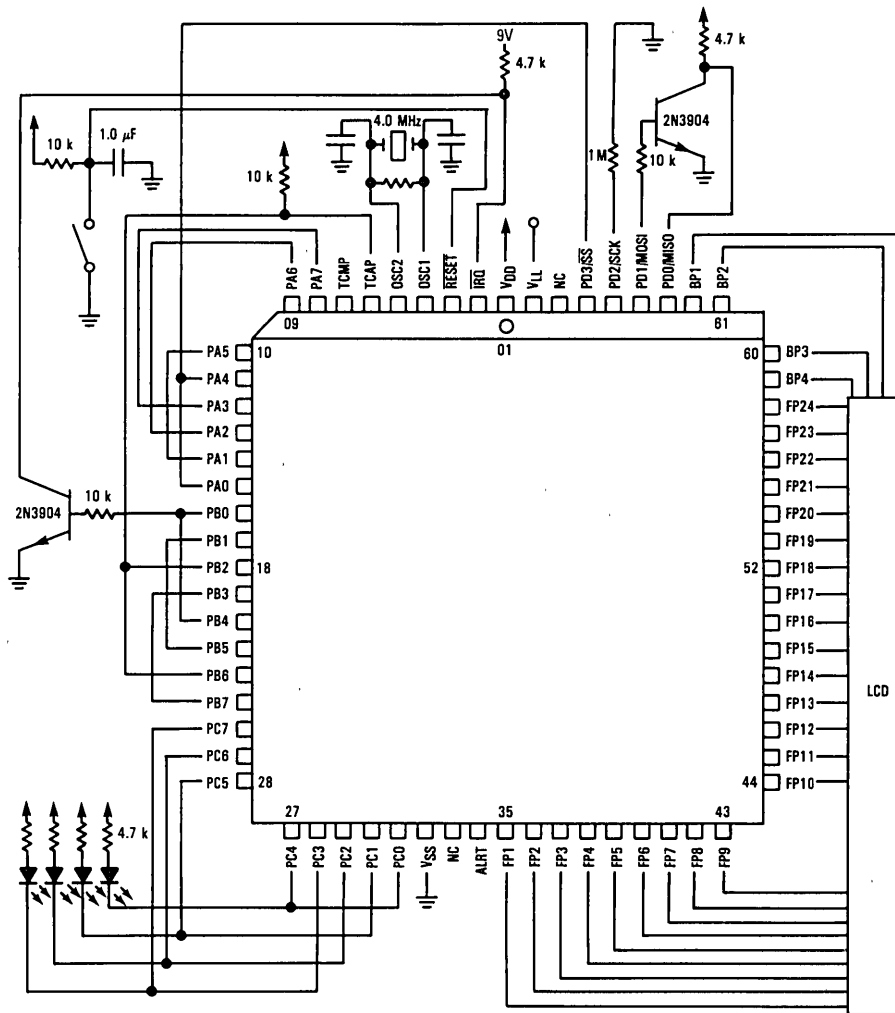 9V
4.7 k
4.7 k
2N3904
10 k
1 M
4.0 MHz
1.0 µF
10 k
10 k
PA6
PA7
TCMP
TCAP
OSC2
OSC1
RESET
IRQ
VDD
VLL
NC
PD3/SS
PD2/SCK
PD1/MOSI
PD0/MISO
BP1
BP2
09
01
61
PA5
10
PA4
PA3
PA2
PA1
PA0
PB0
PB1
PB2
18
PB3
PB4
PB5
PB6
PB7
PC7
PC6
PC5
28
2N3904
10 k
60
BP3
BP4
FP24
FP23
FP22
FP21
FP20
FP19
52
FP18
FP17
FP16
FP15
FP14
FP13
FP12
FP11
44
FP10
LCD
27
35
43
4.7 k
PC4
PC3
PC2
PC1
PC0
VSS
NC
ALRT
FP1
FP2
FP3
FP4
FP5
FP6
FP7
FP8
FP9